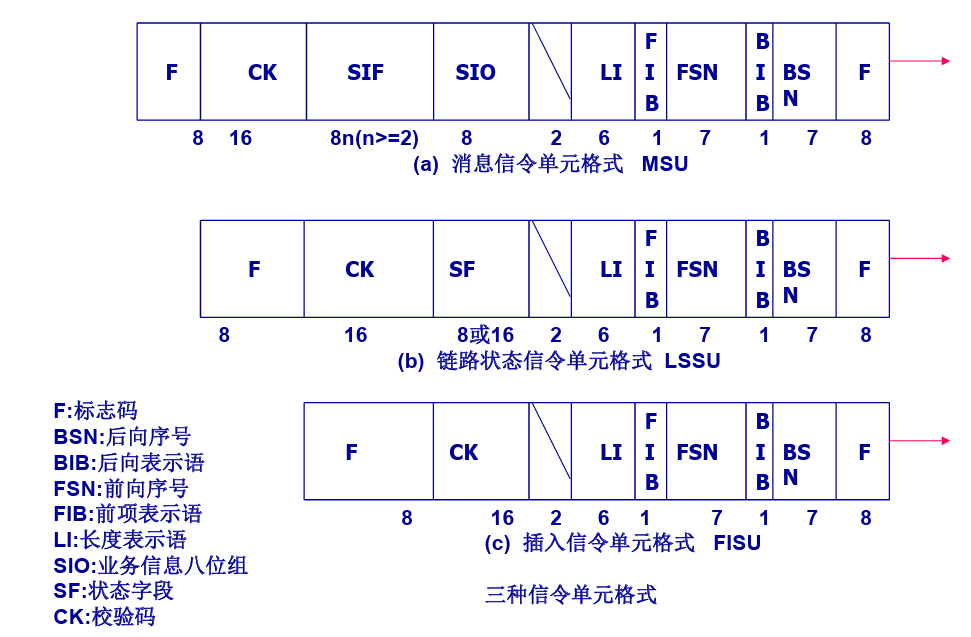 F CK SIF SIO LI FIB FSN BIB BSN F
8 16 8n(n>=2) 8 2 6 1 7 1 7 8
(a) 消息信令单元格式 MSU
F CK SF LI FIB FSN BIB BSN F
8 16 8或16 2 6 1 7 1 7 8
(b) 链路状态信令单元格式 LSSU
F CK LI FIB FSN BIB BSN F
8 16 2 6 1 7 1 7 8
(c) 插入信令单元格式 FISU
F:标志码
BSN:后向序号
BIB:后向表示语
FSN:前向序号
FIB:前项表示语
LI:长度表示语
SIO:业务信息八位组
SF:状态字段
CK:校验码
三种信令单元格式